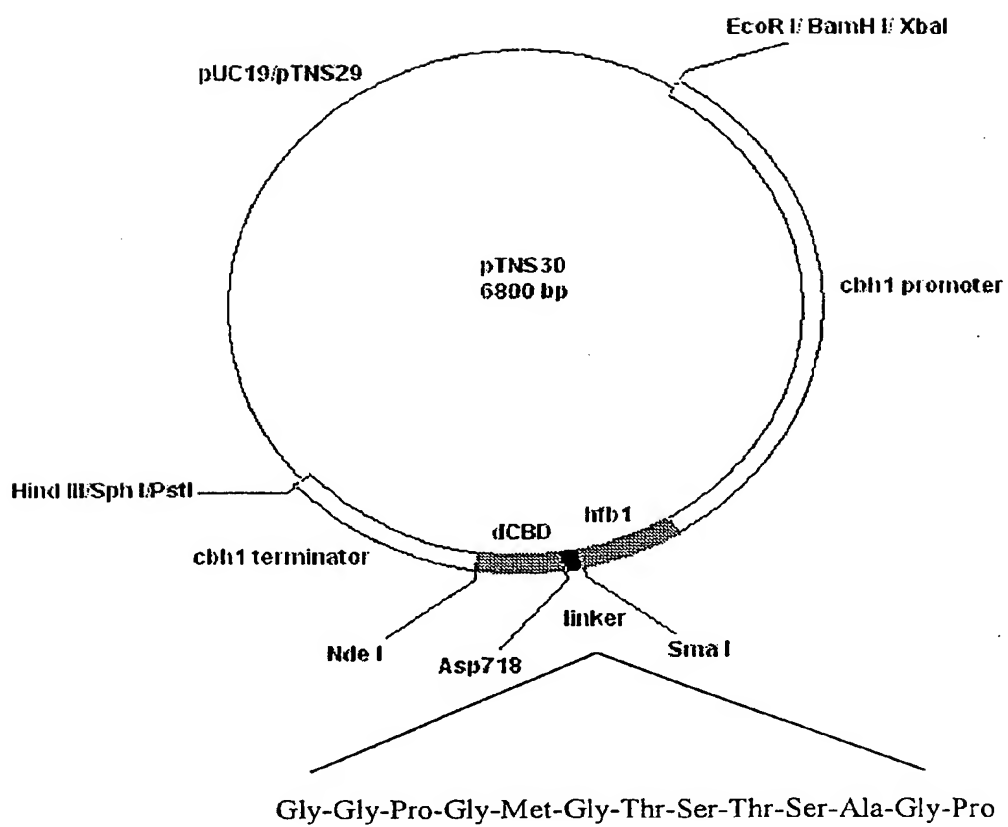 EcoR I/ BamH I/ XbaI
pUC19/pTNS29
pTNS30
6800 bp
cbh1 promoter
Hind III/Sph I/PstI
hfb1
dCBD
cbh1 terminator
linker
Nde I
Asp718
Sma I
Gly-Gly-Pro-Gly-Met-Gly-Thr-Ser-Thr-Ser-Ala-Gly-Pro